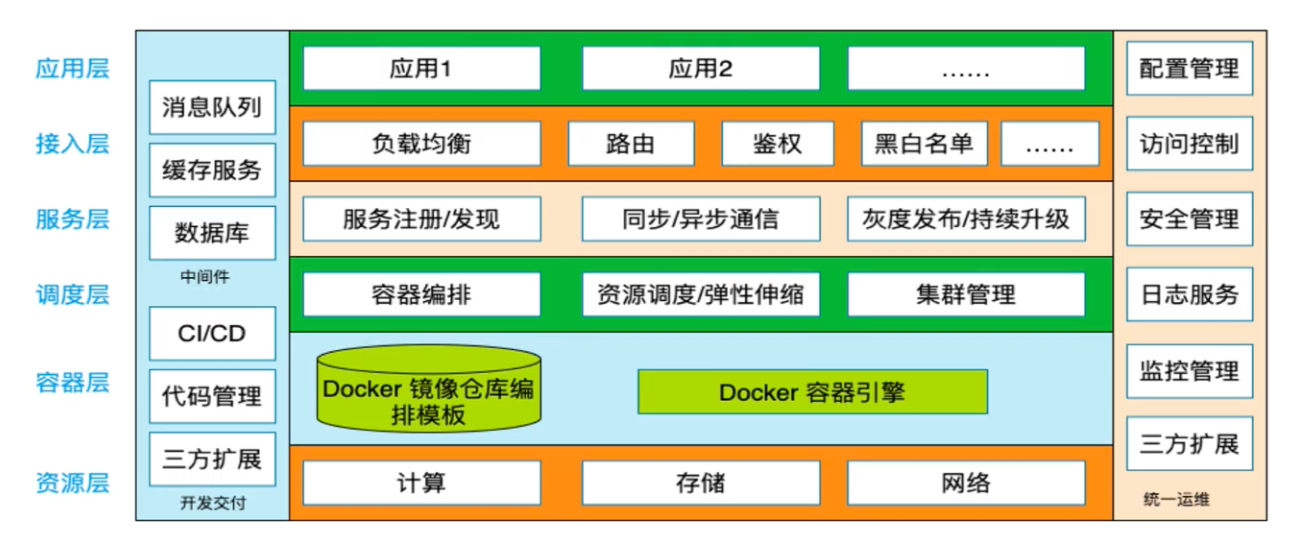 应用层
接入层
服务层
调度层
容器层
资源层
消息队列
缓存服务
数据库
中间件
CI/CD
代码管理
三方扩展
开发交付
应用1
应用2
……
负载均衡
路由
鉴权
黑白名单
……
服务注册/发现
同步/异步通信
灰度发布/持续升级
容器编排
资源调度/弹性伸缩
集群管理
Docker 镜像仓库编
排模板
Docker 容器引擎
计算
存储
网络
配置管理
访问控制
安全管理
日志服务
监控管理
三方扩展
统一运维